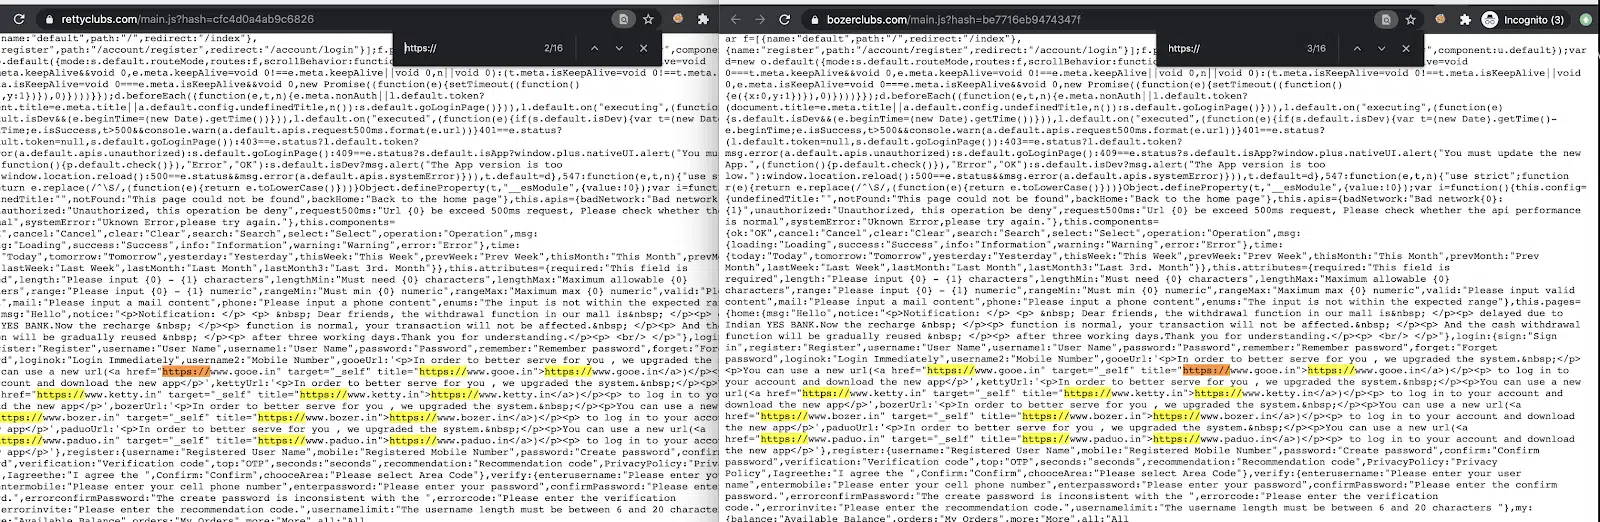 rettyclubs.com/main.js?hash=cfc4d0a4ab9c6826
https://
2/16
{name:"default",path:"/",redirect:"/index"},
register",path:"/account/register",redirect:"/account/login"}];f.p
default({mode:s.default.routeMode,routes:f,scrollBehavior:functio
.meta.isKeepAlive=void
.meta.keepAlive&&void 0,e.meta.keepAlive||void 0,n||void 0):(t.meta.isKeepAlive=void 0!==t.meta.k
isKeepAlive=void 0!==e.meta.keepAlive&&void 0,new Promise((function(e){setTimeout((function()
,y:1})}),0)}))}});d.beforeEach((function(e,t,n){e.meta.nonAuth||l.default.token?
ument.title=e.meta.title||a.default.config.undefinedTitle,n()):s.default.goLoginPage()})),l.default.on("executing",(functi
fault.isDev&&(e.beginTime=(new Date).getTime())})),l.default.on("executed",(function(e){if(s.default.isDev){var t=(new Dat
nTime;e.isSuccess,t>500&&console.warn(a.default.apis.request500ms.format(e.url))}401==e.status?
ault.token=null,s.default.goLoginPage():403==e.status?l.default.token?
ror(a.default.apis.unauthorized):s.default.goLoginPage():409==e.status?s.default.isApp?window.plus.nativeUI.alert("You mus
function(){p.default.check()}),"Error","OK"):s.default.isDev?msg.alert("The App version is too
window.location.reload():500==e.status&&msg.error(a.default.apis.systemError)})),t.default=d},547:function(e,t,n){"use str
return e.replace(/^\S/,(function(e){return e.toLowerCase()}))}Object.defineProperty(t,"__esModule",{value:!0});var i=funct
inedTitle:"",notFound:"This page could not be found",backHome:"Back to the home page"},this.apis={badNetwork:"Bad network
nauthorized:"Unauthorized, this operation be deny",request500ms:"Url {0} be exceed 500ms request, Please check whether the
mal",systemError:"Uknown Error,please try again."},this.components=
",cancel:"Cancel",clear:"Clear",search:"Search",select:"Select",operation:"Operation",msg:
ng:"Loading",success:"Success",info:"Information",warning:"Warning",error:"Error"},time:
"Today",tomorrow:"Tomorrow",yesterday:"Yesterday",thisWeek:"This Week",prevWeek:"Prev Week",thisMonth:"This Month",prevMon
lastWeek:"Last Week",lastMonth:"Last Month",lastMonth3:"Last 3rd. Month"}},this.attributes={required:"This field is
d",length:"Please input {0} - {1} characters",lengthMin:"Must need {0} characters",lengthMax:"Maximum allowable {0}
ers",range:"Please input {0} - {1} numeric",rangeMin:"Must min {0} numeric",rangeMax:"Maximum max {0} numeric",valid:"Plea
",mail:"Please input a mail content",phone:"Please input a phone content",enums:"The input is not within the expected ran
msg:"Hello",notice:"<p>Notification: </p> <p>&nbsp; Dear friends, the withdrawal function in our mall is&nbsp; </p><p>
YES BANK.Now the recharge &nbsp; </p><p> function is normal, your transaction will not be affected.&nbsp; </p><p> And th
on will be gradually reused &nbsp; </p><p> after three working days.Thank you for understanding.</p><p> <br/> </p>"},login
ister:"Register",username:"User Name",username1:"User Name",password:"Password",remember:"Remember password",forget:"Forge
ord",loginok:"Login Immediately",username2:"Mobile Number",gooeUrl:'<p>In order to better serve for you , we upgraded the
can use a new url(<a href="https://www.gooe.in" target="_self" title="https://www.gooe.in">https://www.gooe.in</a>)</p><p>
ccount and download the new app</p>',kettyUrl:'<p>In order to better serve for you , we upgraded the system.&nbsp;</p><p>Y
href="https://www.ketty.in" target="_self" title="https://www.ketty.in">https://www.ketty.in</a>)</p><p> to log in to you
d the new app</p>',bozerUrl:'<p>In order to better serve for you , we upgraded the system.&nbsp;</p><p>You can use a new
https://www.bozer.in" target="_self" title="https://www.bozer.in">https://www.bozer.in</a>)</p><p> to log in to your acco
</p>',paduoUrl:'<p>In order to better serve for you , we upgraded the system.&nbsp;</p><p>You can use a new url(<a
https://www.paduo.in" target="_self" title="https://www.paduo.in">https://www.paduo.in</a>)</p><p> to log in to your accou
p</p>'},register:{username:"Registered User Name",mobile:"Registered Mobile Number",password:"Create password",confirm:"Co
rd",verification:"Verification code",top:"OTP",seconds:"seconds",recommendation:"Recommendation code",PrivacyPolicy:"Priva
,Iagreethe:"I agree the ",Confirm:"Confirm",chooceArea:"Please select Area Code"},verify:{enterusername:"Please enter your
entermobile:"Please enter your cell phone number",enterpassword:"Please enter your password",confirmPassword:"Please enter
rd.",errorconfirmPassword:"The create password is inconsistent with the ",errorcode:"Please enter the verification
errorinvite:"Please enter the recommendation code.",usernamelimit:"The username length must be between 6 and 20 characters
ce:"Available Balance",orders:"My Orders",more:"More",all:"All
bozerclubs.com/main.js?hash=be7716eb9474347f
Incognito (3)
https://
3/16
ar f=[{name:"default",path:"/",redirect:"/index"},
{name:"register",path:"/account/register",redirect:"/account/login"}];f.p
,component:u.default});var
d=new o.default({mode:s.default.routeMode,routes:f,scrollBehavior:functio
.meta.isKeepAlive=void
0!==t.meta.keepAlive&&void 0,e.meta.keepAlive||void 0,n||void 0):(t.meta.isKeepAlive=void 0!==t.meta.keepAlive||void
0,e.meta.isKeepAlive=void 0!==e.meta.keepAlive&&void 0,new Promise((function(e){setTimeout((function()
{e({x:0,y:1})}),0)}))}});d.beforeEach((function(e,t,n){e.meta.nonAuth||l.default.token?
(document.title=e.meta.title||a.default.config.undefinedTitle,n()):s.default.goLoginPage()})),l.default.on("executing",(function(e)
{s.default.isDev&&(e.beginTime=(new Date).getTime())})),l.default.on("executed",(function(e){if(s.default.isDev){var t=(new Date).getTime()-
e.beginTime;e.isSuccess,t>500&&console.warn(a.default.apis.request500ms.format(e.url))}401==e.status?
(l.default.token=null,s.default.goLoginPage():403==e.status?l.default.token?
msg.error(a.default.apis.unauthorized):s.default.goLoginPage():409==e.status?s.default.isApp?window.plus.nativeUI.alert("You must update the new
App.",(function(){p.default.check()}),"Error","OK"):s.default.isDev?msg.alert("The App version is too
low."):window.location.reload():500==e.status&&msg.error(a.default.apis.systemError)})),t.default=d},547:function(e,t,n){"use strict";function
r(e){return e.replace(/^\S/,(function(e){return e.toLowerCase()}))}Object.defineProperty(t,"__esModule",{value:!0});var i=function(){this.config=
{undefinedTitle:"",notFound:"This page could not be found",backHome:"Back to the home page"},this.apis={badNetwork:"Bad network{0}:
{1}",unauthorized:"Unauthorized, this operation be deny",request500ms:"Url {0} be exceed 500ms request, Please check whether the api performance
is normal",systemError:"Uknown Error,please try again."},this.components=
{ok:"OK",cancel:"Cancel",clear:"Clear",search:"Search",select:"Select",operation:"Operation",msg:
{loading:"Loading",success:"Success",info:"Information",warning:"Warning",error:"Error"},time:
{today:"Today",tomorrow:"Tomorrow",yesterday:"Yesterday",thisWeek:"This Week",prevWeek:"Prev Week",thisMonth:"This Month",prevMonth:"Prev
Month",lastWeek:"Last Week",lastMonth:"Last Month",lastMonth3:"Last 3rd. Month"}},this.attributes={required:"This field is
required",length:"Please input {0} - {1} characters",lengthMin:"Must need {0} characters",lengthMax:"Maximum allowable {0}
characters",range:"Please input {0} - {1} numeric",rangeMin:"Must min {0} numeric",rangeMax:"Maximum max {0} numeric",valid:"Please input valid
content",mail:"Please input a mail content",phone:"Please input a phone content",enums:"The input is not within the expected range"},this.pages=
{home:{msg:"Hello",notice:"<p>Notification: </p> <p>&nbsp; Dear friends, the withdrawal function in our mall is&nbsp; </p><p> delayed due to
Indian YES BANK.Now the recharge &nbsp; </p><p> function is normal, your transaction will not be affected.&nbsp; </p><p> And the cash withdrawal
function will be gradually reused &nbsp; </p><p> after three working days.Thank you for understanding.</p><p> <br/> </p>"},login:{sign:"Sign
in",register:"Register",username:"User Name",username1:"User Name",password:"Password",remember:"Remember password",forget:"Forget
password",loginok:"Login Immediately",username2:"Mobile Number",gooeUrl:'<p>In order to better serve for you , we upgraded the system.&nbsp;</p>
<p>You can use a new url(<a href="https://www.gooe.in" target="_self" title="https://www.gooe.in">https://www.gooe.in</a>)</p><p> to log in to
your account and download the new app</p>',kettyUrl:'<p>In order to better serve for you , we upgraded the system.&nbsp;</p><p>You can use a new
url(<a href="https://www.ketty.in" target="_self" title="https://www.ketty.in">https://www.ketty.in</a>)</p><p> to log in to your account and
download the new app</p>',bozerUrl:'<p>In order to better serve for you , we upgraded the system.&nbsp;</p><p>You can use a new url(<a
href="https://www.bozer.in" target="_self" title="https://www.bozer.in">https://www.bozer.in</a>)</p><p> to log in to your account and download
the new app</p>',paduoUrl:'<p>In order to better serve for you , we upgraded the system.&nbsp;</p><p>You can use a new url(<a
href="https://www.paduo.in" target="_self" title="https://www.paduo.in">https://www.paduo.in</a>)</p><p> to log in to your account and download
the new app</p>'},register:{username:"Registered User Name",mobile:"Registered Mobile Number",password:"Create password",confirm:"Confirm
password",verification:"Verification code",top:"OTP",seconds:"seconds",recommendation:"Recommendation code",PrivacyPolicy:"Privacy
Policy",Iagreethe:"I agree the ",Confirm:"Confirm",chooceArea:"Please select Area Code"},verify:{enterusername:"Please enter your user
name",entermobile:"Please enter your cell phone number",enterpassword:"Please enter your password",confirmPassword:"Please enter the confirm
password.",errorconfirmPassword:"The create password is inconsistent with the ",errorcode:"Please enter the verification
code.",errorinvite:"Please enter the recommendation code.",usernamelimit:"The username length must be between 6 and 20 characters "},my:
{balance:"Available Balance",orders:"My Orders",more:"More",all:"All